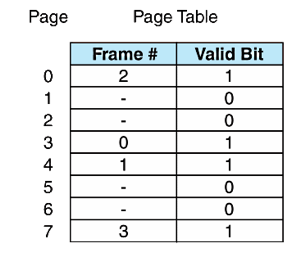 Page Page Table
Frame # Valid Bit
0 2 1
1 - 0
2 - 0
3 0 1
4 1 1
5 - 0
6 - 0
7 3 1